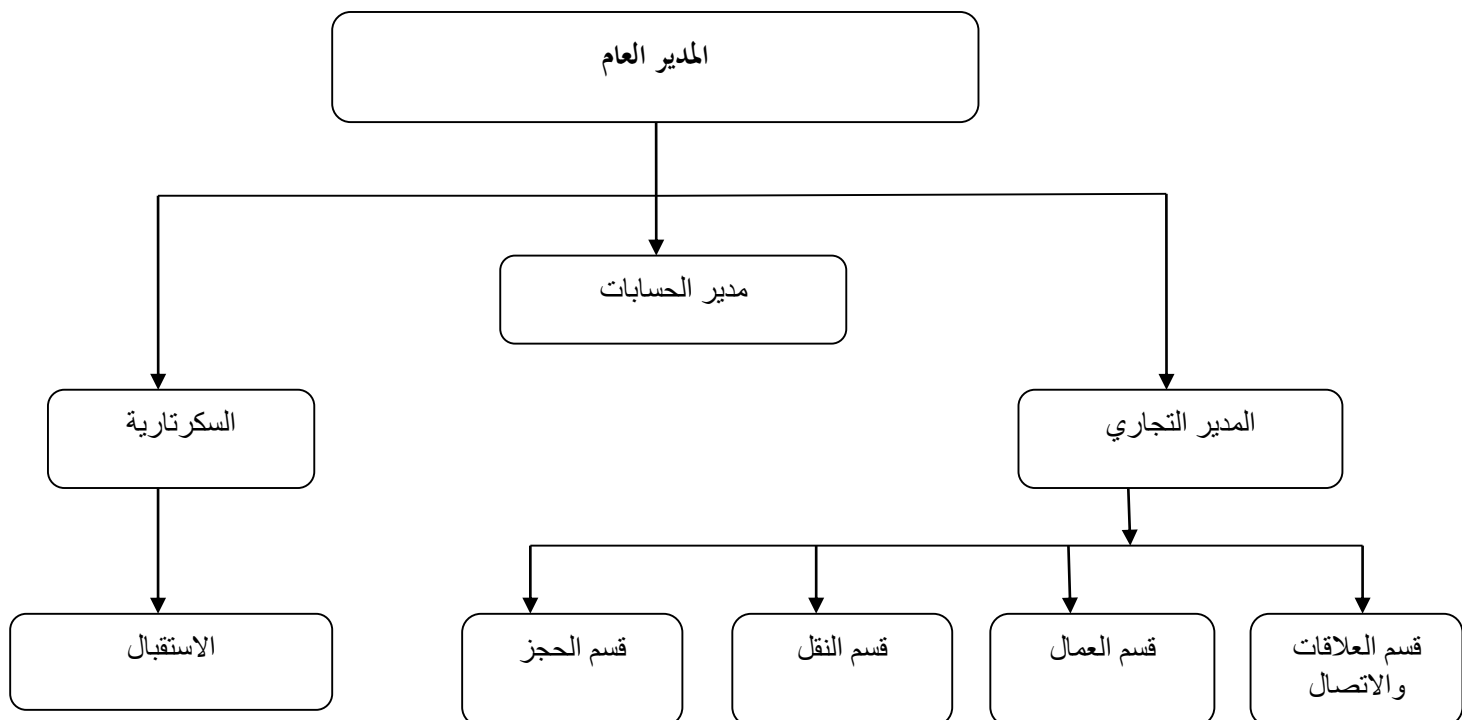 المدير العام
مدير الحسابات
المدير التجاري
السكرتارية
قسم العلاقات
والاتصال
قسم العمال
قسم النقل
قسم الحجز
الاستقبال